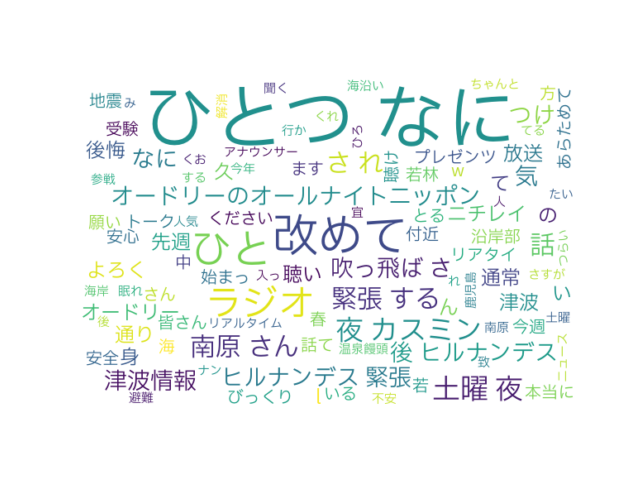 ひとつ なに
地震
み
浜鶴
聞く
海沿い
ちゃんと
方
あらためて
受験
行か
くれ
つけ
てる
後悔
なに
くお
アナウンサー
ひろ
プレゼンツ
放送
参戦
する
久
今年
ます
され
聴け
若林
w
て
気
人
たい
オードリーのオールナイトニッポン
願い
トーク
人気
ください
宜
とる
ニチレイ
の
安心
先週
ひと
改めて
付近
沿岸部
話
いらっ
中
始まっ
入っ
聴い
吹っ飛ば さ
リアタイ
さすが
よろく
れ
通常
い
海岸
眠れ
さん
ラジオ
緊張 する
ん
鹿児島
津波
オードリー
後
通り
皆さん
リアルタイム
春
夜 カスミン
南原
今週
土曜
海
南原 さん
話て
温泉饅頭
後 ヒルナンデス
致
ニュース
安全
身
津波情報
ナン
ヒルナンデス 緊張
若
土曜 夜
本当に
避難
びっくり
いる
不安